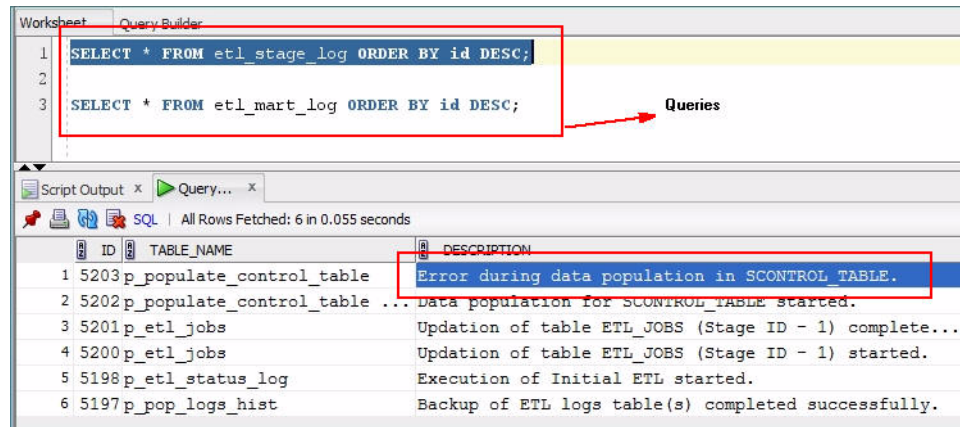 Worksheet Query Builder
1 SELECT * FROM etl_stage_log ORDER BY id DESC;
2
3 SELECT * FROM etl_mart_log ORDER BY id DESC;
Queries
Script Output x Query... x
SQL | All Rows Fetched: 6 in 0.055 seconds
ID TABLE_NAME DESCRIPTION
1 5203 p_populate_control_table Error during data population in SCONTROL_TABLE.
2 5202 p_populate_control_table ... Data population for SCONTROL_TABLE started.
3 5201 p_etl_jobs Updation of table ETL_JOBS (Stage ID - 1) complete...
4 5200 p_etl_jobs Updation of table ETL_JOBS (Stage ID - 1) started.
5 5198 p_etl_status_log Execution of Initial ETL started.
6 5197 p_pop_logs_hist Backup of ETL logs table(s) completed successfully.